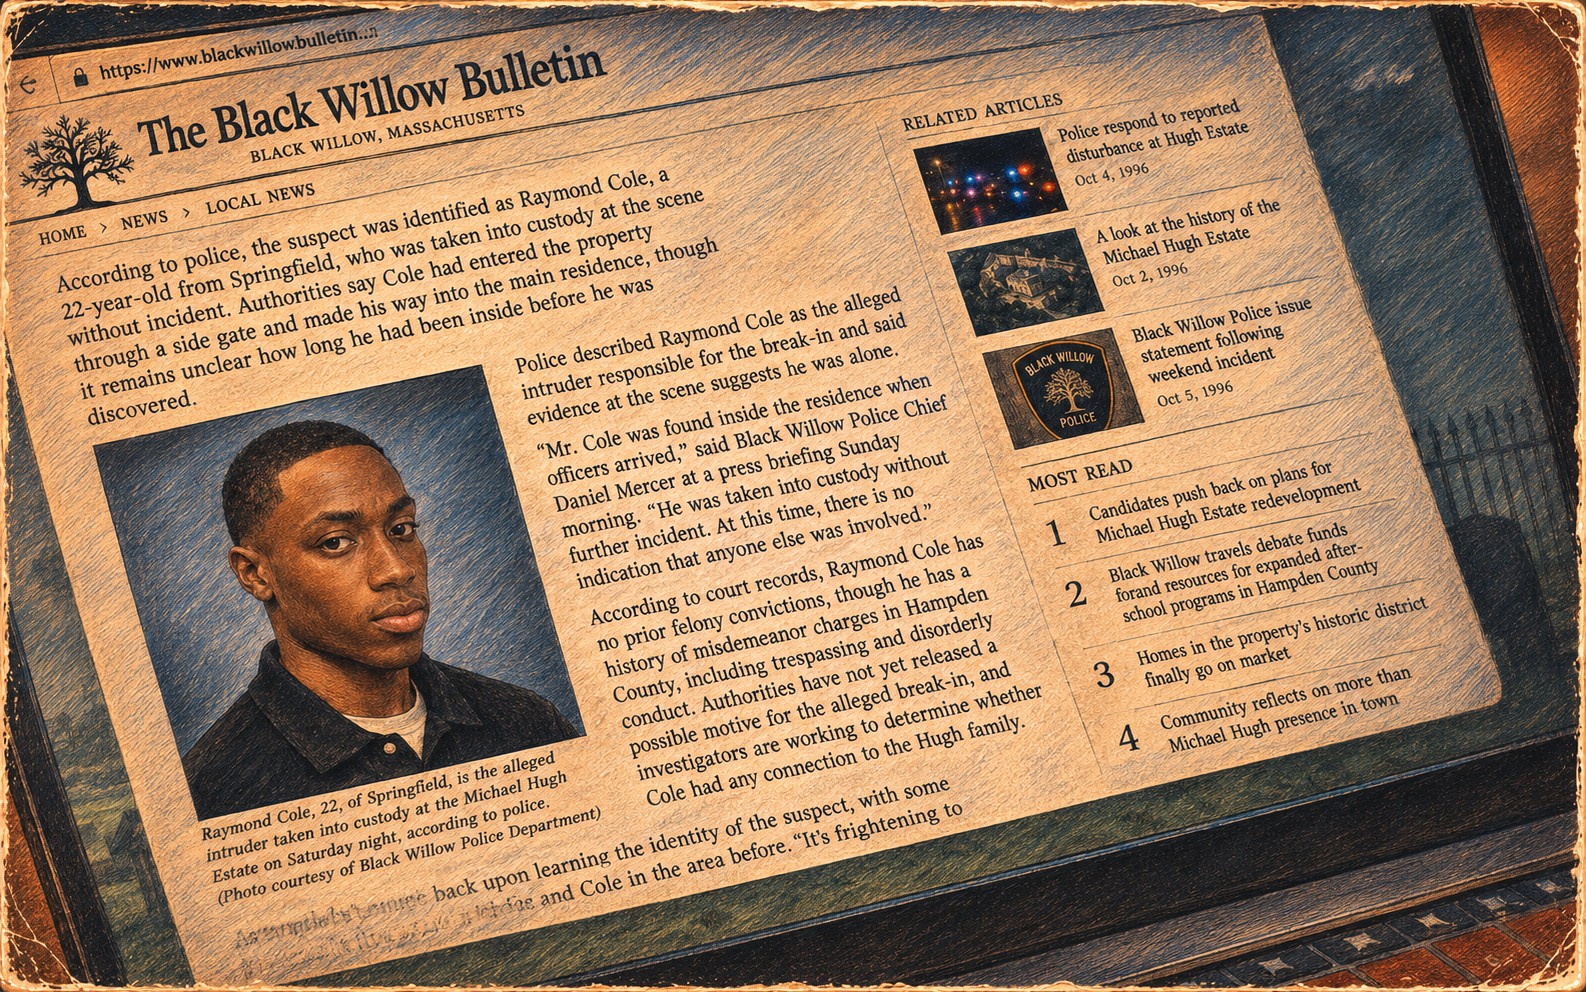 https://www.blackwillowbulletin...
The Black Willow Bulletin
BLACK WILLOW, MASSACHUSETTS
HOME > NEWS > LOCAL NEWS
According to police, the suspect was identified as Raymond Cole, a
22-year-old from Springfield, who was taken into custody at the scene
without incident. Authorities say Cole had entered the property
through a side gate and made his way into the main residence, though
it remains unclear how long he had been inside before he was
discovered.
Raymond Cole, 22, of Springfield, is the alleged
intruder taken into custody at the Michael Hugh
Estate on Saturday night, according to police.
(Photo courtesy of Black Willow Police Department)
Police described Raymond Cole as the alleged
intruder responsible for the break-in and said
evidence at the scene suggests he was alone.
“Mr. Cole was found inside the residence when
officers arrived,” said Black Willow Police Chief
Daniel Mercer at a press briefing Sunday
morning. “He was taken into custody without
further incident. At this time, there is no
indication that anyone else was involved.”
According to court records, Raymond Cole has
no prior felony convictions, though he has a
history of misdemeanor charges in Hampden
County, including trespassing and disorderly
conduct. Authorities have not yet released a
possible motive for the alleged break-in, and
investigators are working to determine whether
Cole had any connection to the Hugh family.
back upon learning the identity of the suspect, with some
and Cole in the area before. “It's frightening to
RELATED ARTICLES
Police respond to reported
disturbance at Hugh Estate
Oct 4, 1996
A look at the history of the
Michael Hugh Estate
Oct 2, 1996
BLACK WILLOW
POLICE
Black Willow Police issue
statement following
weekend incident
Oct 5, 1996
MOST READ
1 Candidates push back on plans for
Michael Hugh Estate redevelopment
2 Black Willow travels debate funds
forand resources for expanded after-
school programs in Hampden County
3 Homes in the property's historic district
finally go on market
4 Community reflects on more than
Michael Hugh presence in town